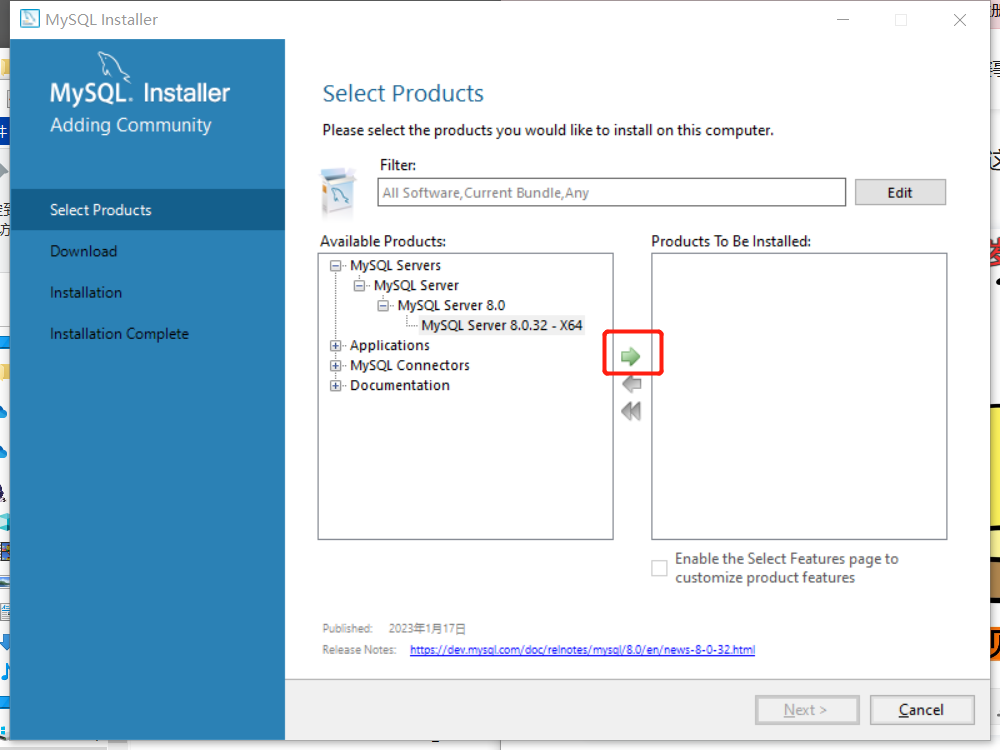 MySQL Installer
MySQL. Installer
Adding Community
Select Products
Download
Installation
Installation Complete
Select Products
Please select the products you would like to install on this computer.
Filter:
All Software,Current Bundle,Any
Edit
Available Products:
MySQL Servers
MySQL Server
MySQL Server 8.0
MySQL Server 8.0.32 - X64
Applications
MySQL Connectors
Documentation
Products To Be Installed:
Enable the Select Features page to
customize product features
Published: 2023年1月17日
Release Notes: https://dev.mysql.com/doc/relnotes/mysql/8.0/en/news-8-0-32.html
Next >
Cancel